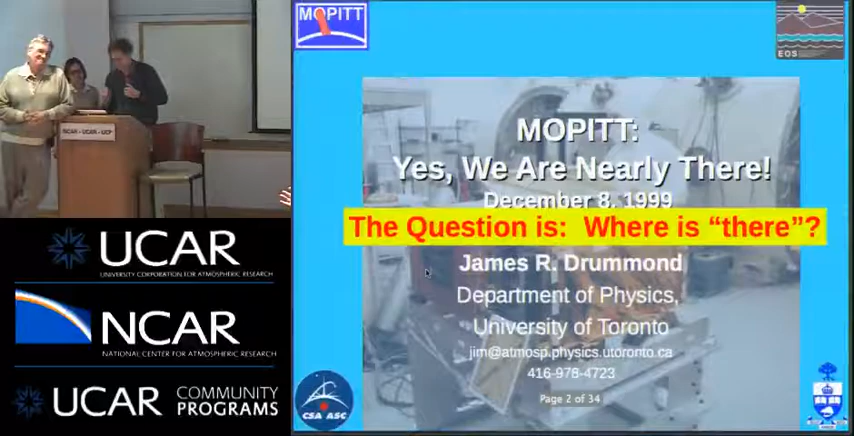 NCAR • UCAR • UCP
UCAR
UNIVERSITY CORPORATION FOR ATMOSPHERIC RESEARCH
NCAR
NATIONAL CENTER FOR ATMOSPHERIC RESEARCH
UCAR COMMUNITY
PROGRAMS
MOPITT
EOS
MOPITT:
Yes, We Are Nearly There!
December 8, 1999
The Question is: Where is “there”?
James R. Drummond
Department of Physics,
University of Toronto
jim@atmosp.physics.utoronto.ca
416-978-4723
Page 2 of 34
CSA ASC